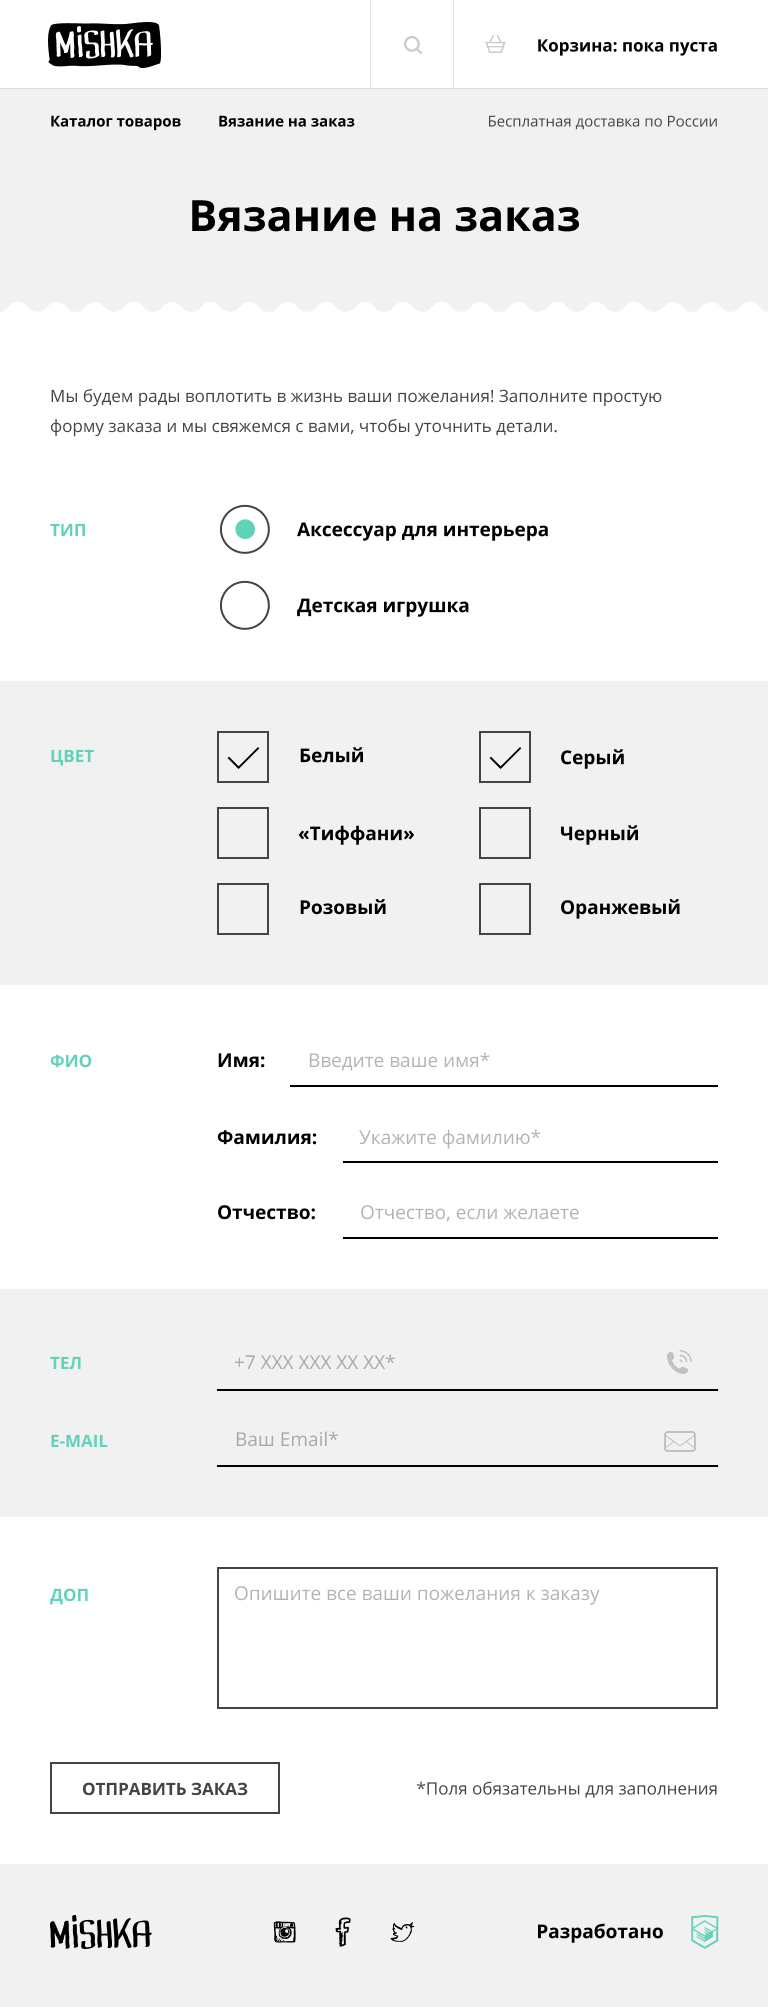 MiSHKA
Корзина: пока пуста
Каталог товаров
Вязание на заказ
Бесплатная доставка по России
Вязание на заказ
Мы будем рады воплотить в жизнь ваши пожелания! Заполните простую
форму заказа и мы свяжемся с вами, чтобы уточнить детали.
ТИП
Аксессуар для интерьера
Детская игрушка
ЦВЕТ
Белый
Серый
«Тиффани»
Черный
Розовый
Оранжевый
ФИО
Имя:
Введите ваше имя*
Фамилия:
Укажите фамилию*
Отчество:
Отчество, если желаете
ТЕЛ
+7 XXX XXX XX XX*
E-MAIL
Ваш Email*
ДОП
Опишите все ваши пожелания к заказу
ОТПРАВИТЬ ЗАКАЗ
*Поля обязательны для заполнения
MiSHKA
Разработано